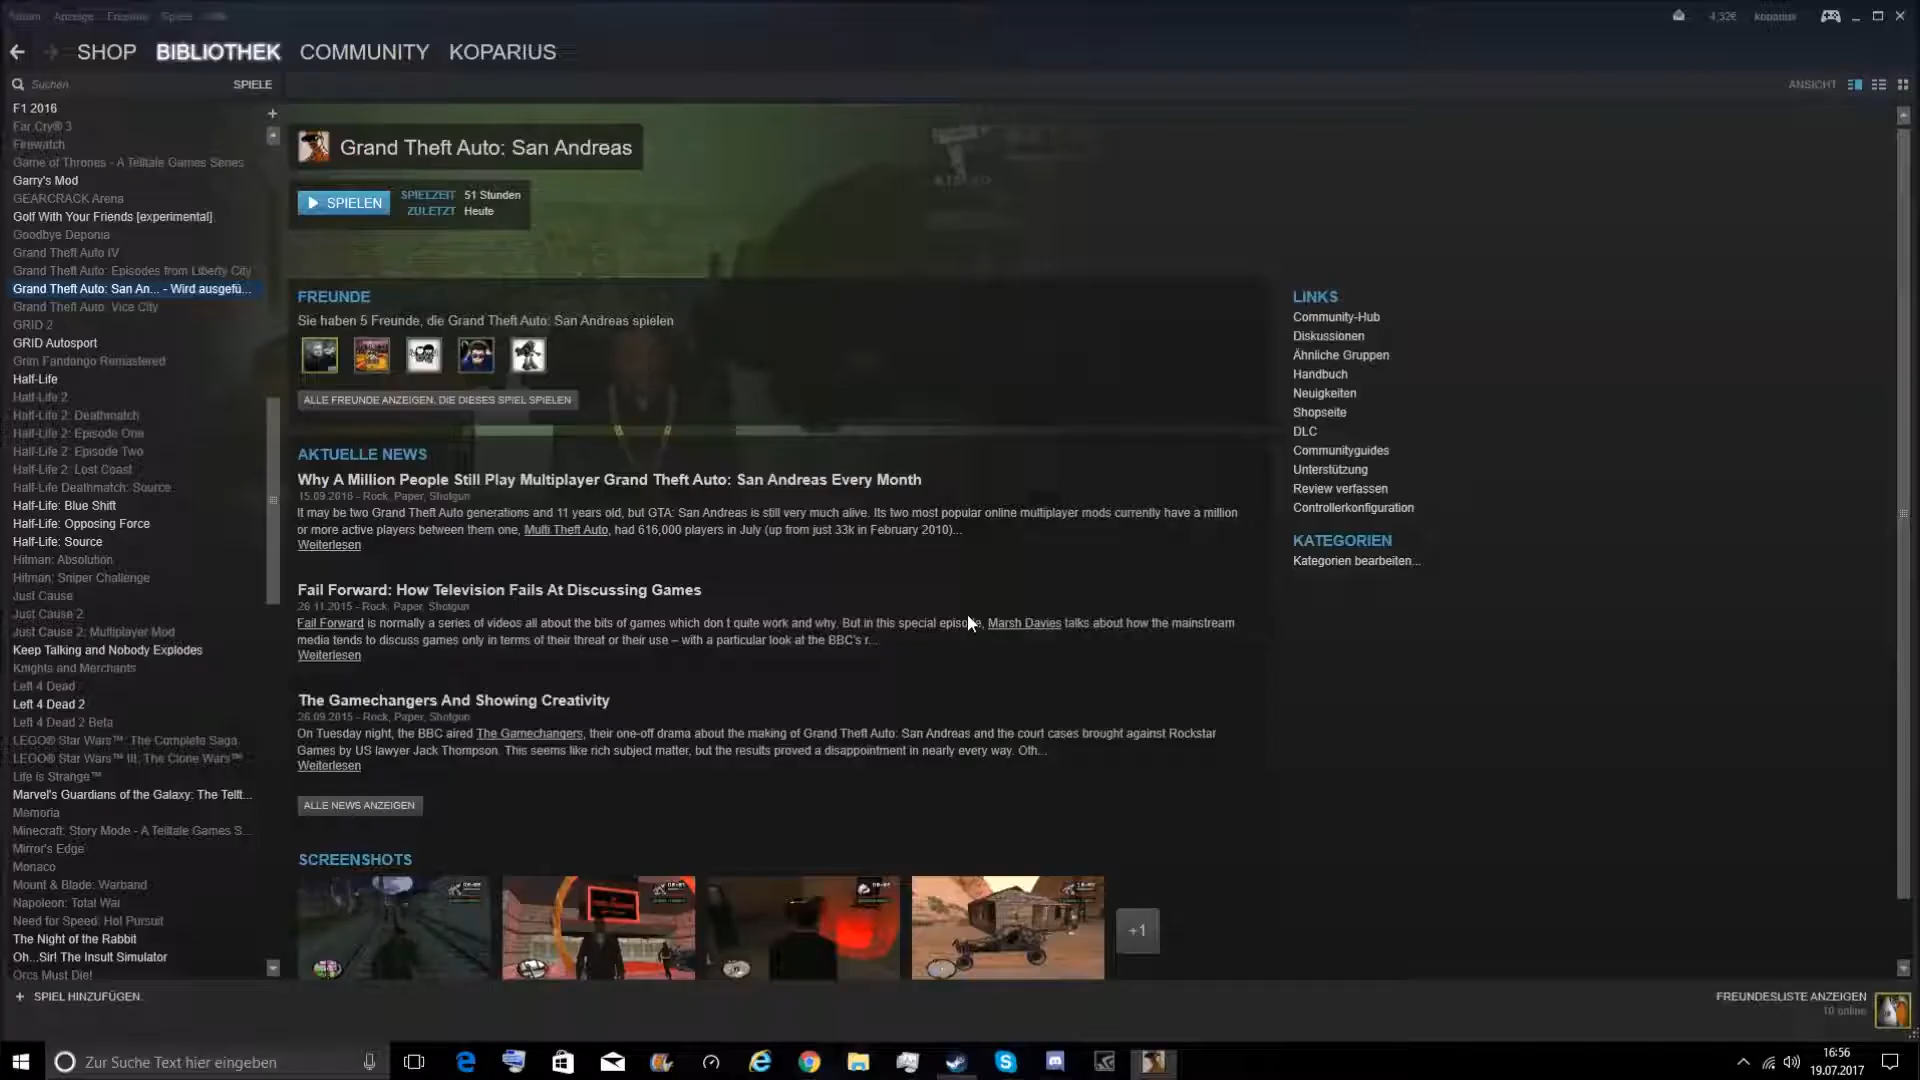 Anzeige
4,32€
koparius
SHOP BIBLIOTHEK COMMUNITY KOPARIUS
Suchen
SPIELE
ANSICHT
F1 2016
Far Cry® 3
Firewatch
Game of Thrones - A Telltale Games Series
Garry's Mod
GEARCRACK Arena
Golf With Your Friends [experimental]
Goodbye Deponia
Grand Theft Auto IV
Grand Theft Auto: Episodes from Liberty City
Grand Theft Auto: San An... - Wird ausgefü...
Grand Theft Auto: Vice City
GRID 2
GRID Autosport
Grim Fandango Remastered
Half-Life
Half-Life 2
Half-Life 2: Deathmatch
Half-Life 2: Episode One
Half-Life 2: Episode Two
Half-Life 2: Lost Coast
Half-Life Deathmatch: Source
Half-Life: Blue Shift
Half-Life: Opposing Force
Half-Life: Source
Hitman: Absolution
Hitman: Sniper Challenge
Just Cause
Just Cause 2
Just Cause 2: Multiplayer Mod
Keep Talking and Nobody Explodes
Knights and Merchants
Left 4 Dead
Left 4 Dead 2
Left 4 Dead 2 Beta
LEGO® Star Wars™: The Complete Saga
LEGO® Star Wars™ III: The Clone Wars™
Life is Strange™
Marvel's Guardians of the Galaxy: The Tellt...
Memoria
Minecraft: Story Mode - A Telltale Games S...
Mirror's Edge
Monaco
Mount & Blade: Warband
Napoleon: Total War
Need for Speed: Hot Pursuit
The Night of the Rabbit
Oh...Sir! The Insult Simulator
Orcs Must Die!
+ SPIEL HINZUFÜGEN.
Grand Theft Auto: San Andreas
SPIELEN
SPIELZEIT 51 Stunden
ZULETZT Heute
FREUNDE
Sie haben 5 Freunde, die Grand Theft Auto: San Andreas spielen
ALLE FREUNDE ANZEIGEN, DIE DIESES SPIEL SPIELEN
AKTUELLE NEWS
Why A Million People Still Play Multiplayer Grand Theft Auto: San Andreas Every Month
15.09.2016 - Rock, Paper, Shotgun
It may be two Grand Theft Auto generations and 11 years old, but GTA: San Andreas is still very much alive. Its two most popular online multiplayer mods currently have a million
or more active players between them one, Multi Theft Auto, had 616,000 players in July (up from just 33k in February 2010)...
Weiterlesen
Fail Forward: How Television Fails At Discussing Games
26.11.2015 - Rock, Paper, Shotgun
Fail Forward is normally a series of videos all about the bits of games which don t quite work and why. But in this special episode, Marsh Davies talks about how the mainstream
media tends to discuss games only in terms of their threat or their use – with a particular look at the BBC's r...
Weiterlesen
The Gamechangers And Showing Creativity
26.09.2015 - Rock, Paper, Shotgun
On Tuesday night, the BBC aired The Gamechangers, their one-off drama about the making of Grand Theft Auto: San Andreas and the court cases brought against Rockstar
Games by US lawyer Jack Thompson. This seems like rich subject matter, but the results proved a disappointment in nearly every way. Oth...
Weiterlesen
ALLE NEWS ANZEIGEN
SCREENSHOTS
+1
LINKS
Community-Hub
Diskussionen
Ähnliche Gruppen
Handbuch
Neuigkeiten
Shopseite
DLC
Communityguides
Unterstützung
Review verfassen
Controllerkonfiguration
KATEGORIEN
Kategorien bearbeiten...
FREUNDESLISTE ANZEIGEN
10 online
Zur Suche Text hier eingeben
16:56
19.07.2017